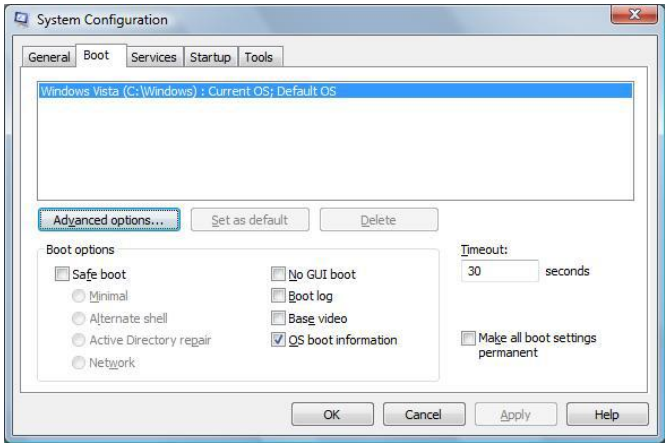 System Configuration
General Boot Services Startup Tools
Windows Vista (C:\Windows) : Current OS; Default OS
Advanced options... Set as default Delete
Boot options
Timeout:
Safe boot No GUI boot 30 seconds
Minimal Boot log
Alternate shell Base video
Active Directory repair OS boot information Make all boot settings
permanent
Network
OK Cancel Apply Help